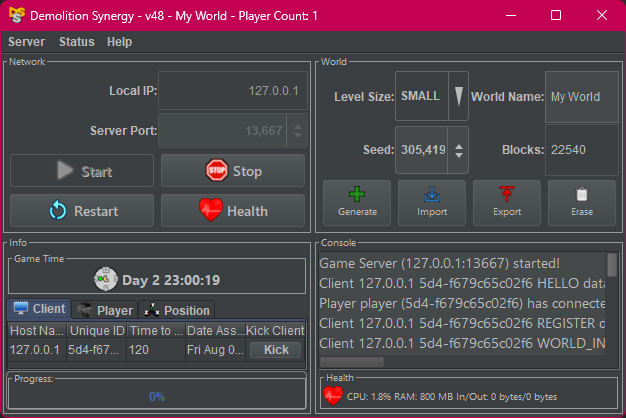 Demolition Synergy - v48 - My World - Player Count: 1
Server Status Help
Network
Local IP: 127.0.0.1
Server Port: 13,667
Start Stop
Restart Health
World
Level Size: SMALL World Name: My World
Seed: 305,419 Blocks: 22540
Generate Import Export Erase
Info
Game Time
Day 2 23:00:19
Client Player Position
Host Na... Unique ID Time to ... Date Ass... Kick Client
127.0.0.1 5d4-f67... 120 Fri Aug 0... Kick
Progress:
0%
Console
Game Server (127.0.0.1:13667) started!
Client 127.0.0.1 5d4-f679c65c02f6 HELLO data
Player player (5d4-f679c65c02f6) has connecte
Client 127.0.0.1 5d4-f679c65c02f6 REGISTER d
Client 127.0.0.1 5d4-f679c65c02f6 WORLD_IN
Health
CPU: 1.8% RAM: 800 MB In/Out: 0 bytes/0 bytes